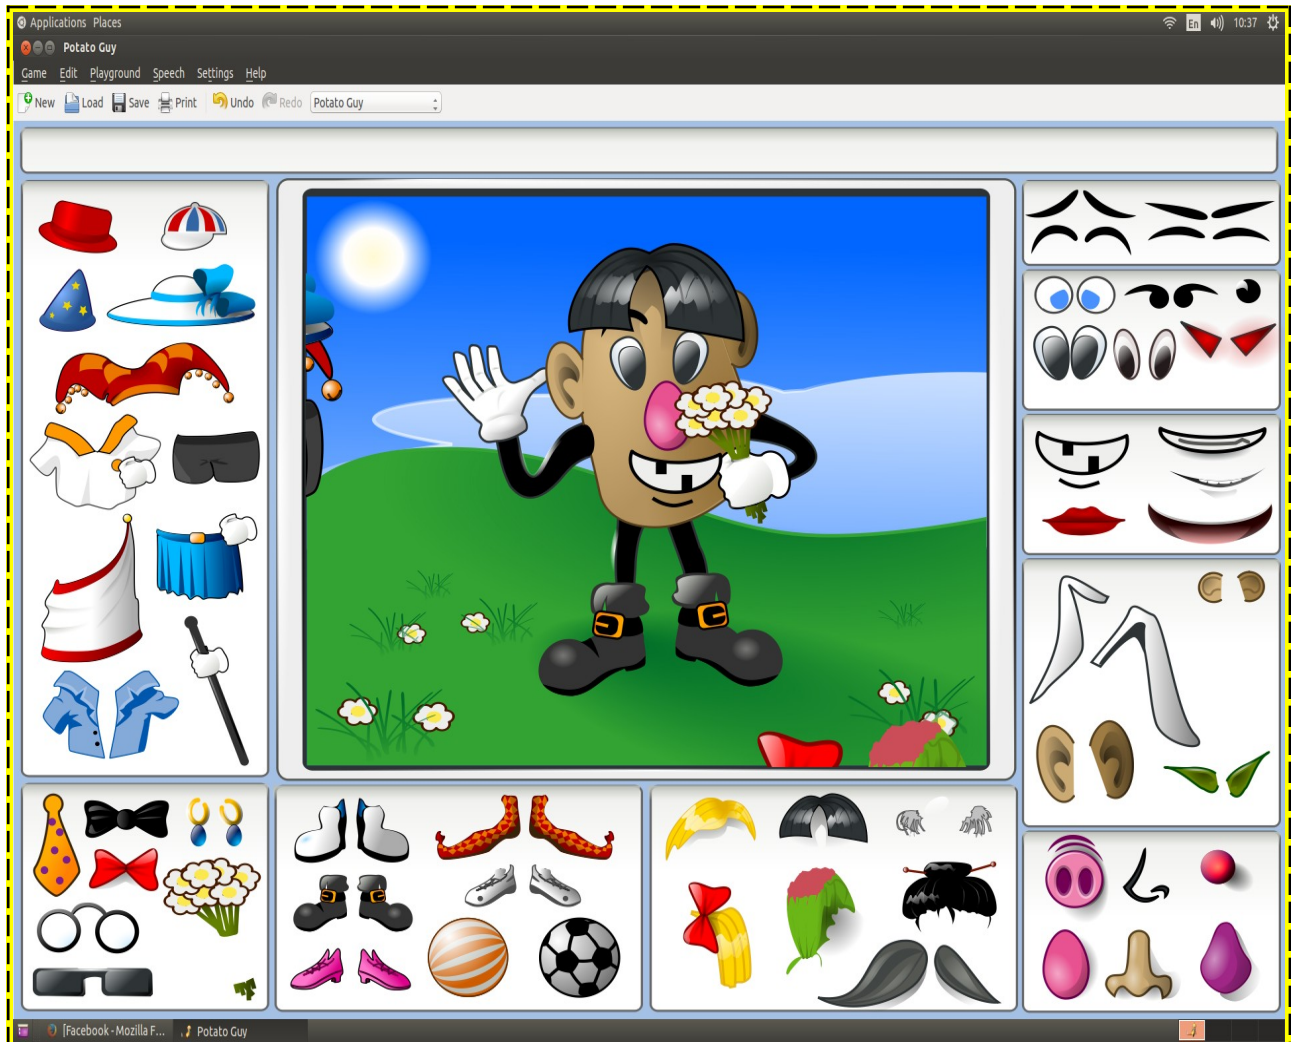 Applications Places
En 10:37
Potato Guy
Game Edit Playground Speech Settings Help
New Load Save Print Undo Redo Potato Guy
[Facebook - Mozilla F... Potato Guy